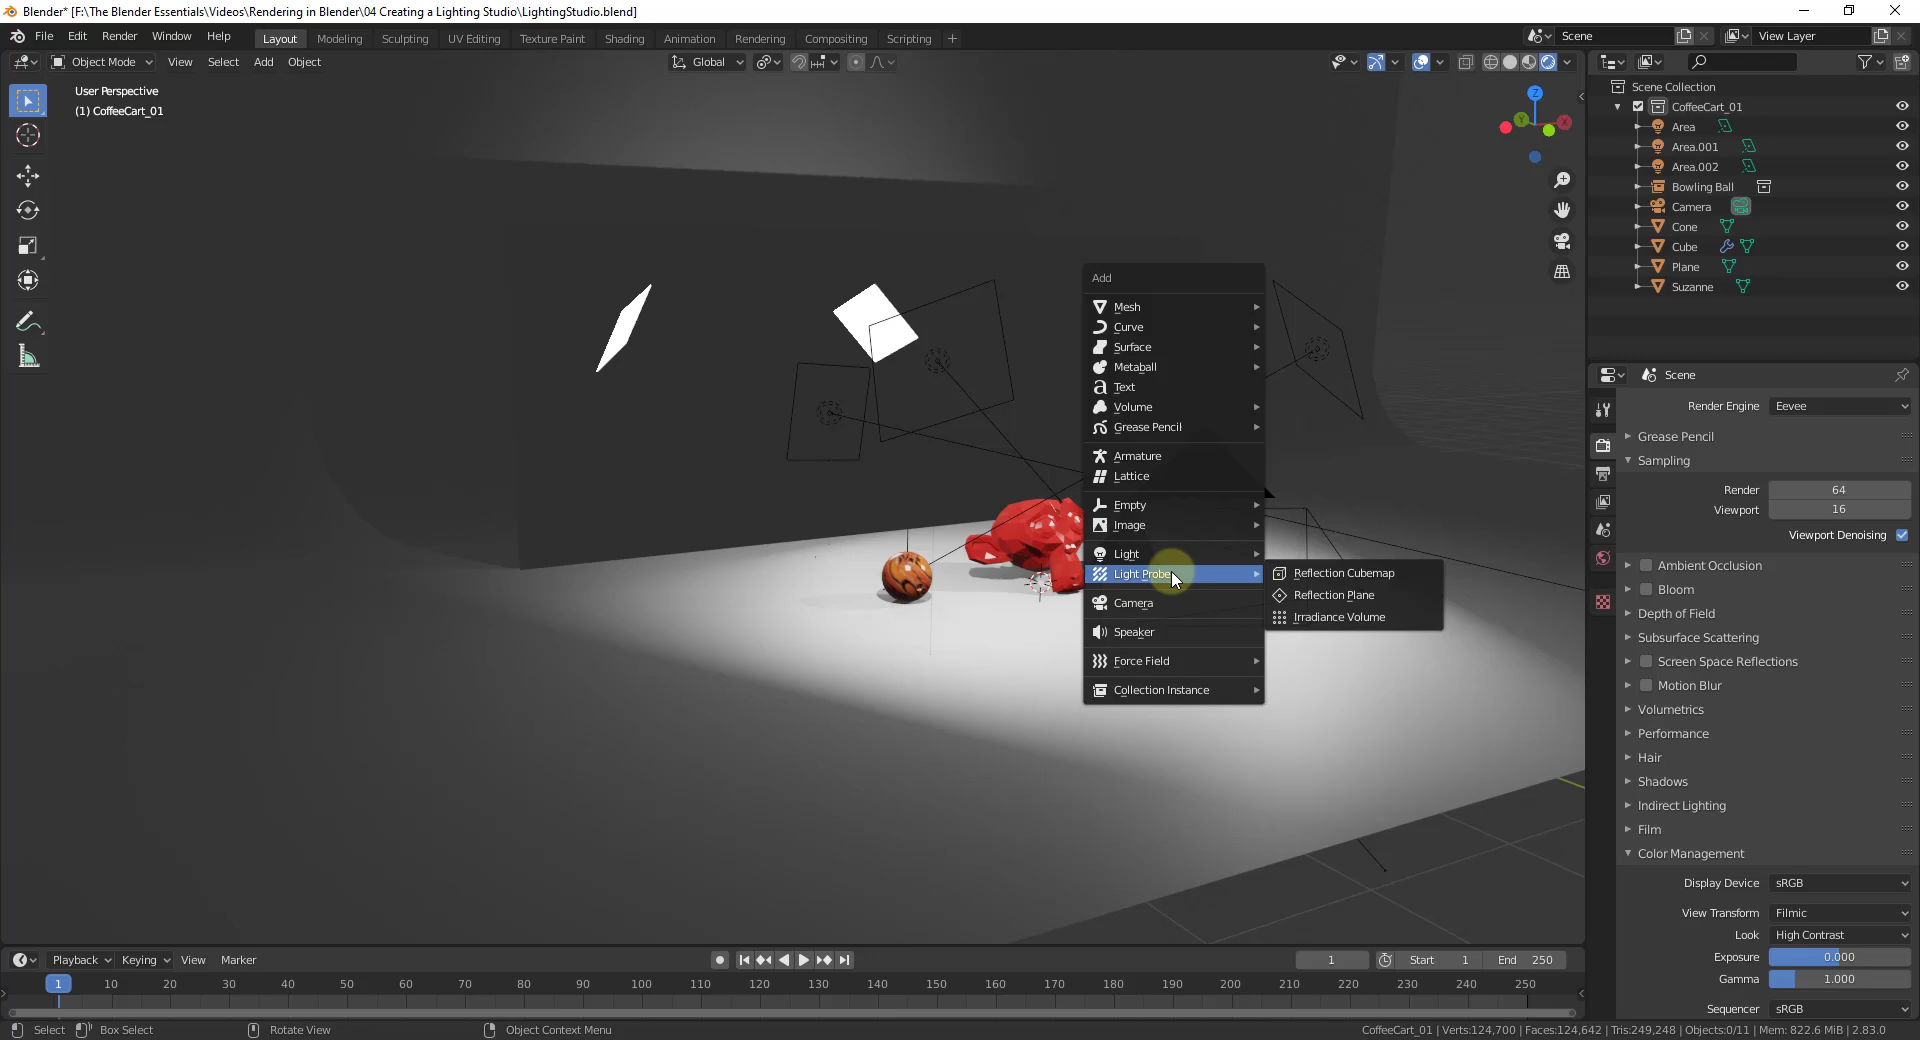 Blender* [F:\The Blender Essentials\Videos\Rendering in Blender\04 Creating a Lighting Studio\LightingStudio.blend]
File Edit Render Window Help Layout Modeling Sculpting UV Editing Texture Paint Shading Animation Rendering Compositing Scripting + Scene View Layer
Object Mode View Select Add Object Global
User Perspective
(1) CoffeeCart_01
Z
Y
X
Scene Collection
CoffeeCart_01
Area
Area.001
Area.002
Bowling Ball
Camera
Cone
Cube
Plane
Suzanne
Add
Mesh
Curve
Surface
Metaball
Text
Volume
Grease Pencil
Armature
Lattice
Empty
Image
Light
Light Probe
Camera
Speaker
Force Field
Collection Instance
Reflection Cubemap
Reflection Plane
Irradiance Volume
Scene
Render Engine Eevee
Grease Pencil
Sampling
Render 64
Viewport 16
Viewport Denoising
Ambient Occlusion
Bloom
Depth of Field
Subsurface Scattering
Screen Space Reflections
Motion Blur
Volumetrics
Performance
Hair
Shadows
Indirect Lighting
Film
Color Management
Display Device sRGB
View Transform Filmic
Look High Contrast
Exposure 0.000
Gamma 1.000
Sequencer sRGB
Playback Keying View Marker 1 Start 1 End 250
1 10 20 30 40 50 60 70 80 90 100 110 120 130 140 150 160 170 180 190 200 210 220 230 240 250
Select Box Select Rotate View Object Context Menu CoffeeCart_01 | Verts:124,700 | Faces:124,642 | Tris:249,248 | Objects:0/11 | Mem: 822.6 MiB | 2.83.0